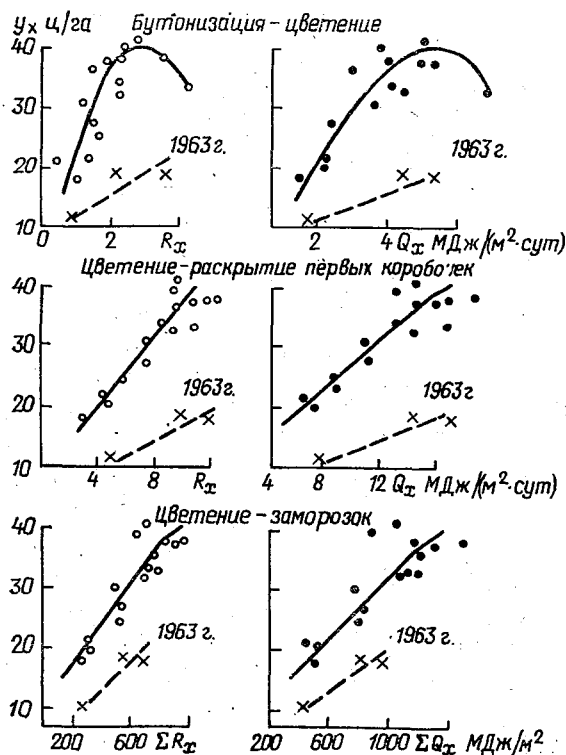 yₓ ц/га Бутонизация - цветение
40
30
20
10
1963 г.
1963 г.
0 2 Rₓ
2 4 Qₓ МДж/(м²·сут)
Цветение - раскрытие первых коробочек
40
30
20
10
1963 г.
1963 г.
4 8 Rₓ
4 8 12 Qₓ МДж/(м²·сут)
Цветение - заморозок
40
30
20
10
1963 г.
1963 г.
200 600 ΣRₓ
200 600 1000 ΣQₓ МДж/м²